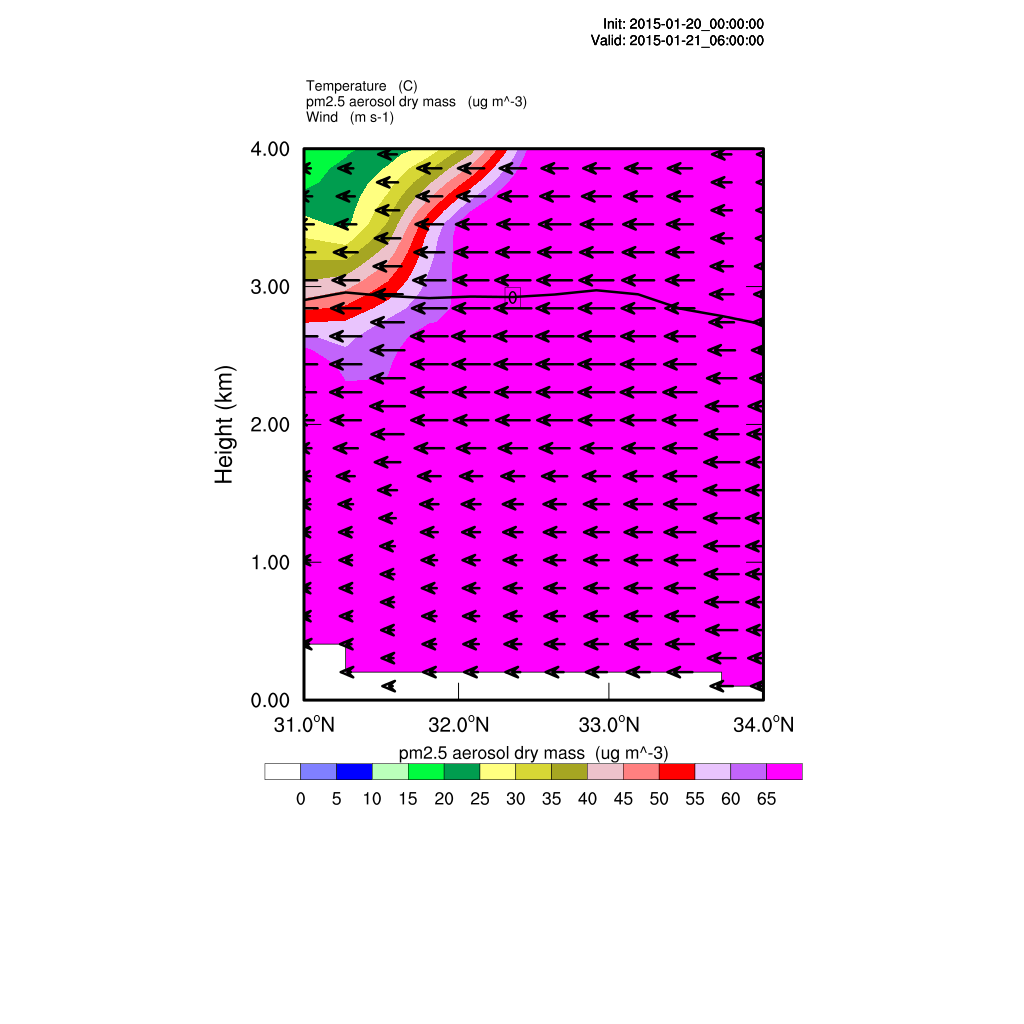 Init: 2015-01-20_00:00:00
Valid: 2015-01-21_06:00:00
Temperature (C)
pm2.5 aerosol dry mass (ug m^-3)
Wind (m s-1)
4.00
3.00
2.00
1.00
0.00
Height (km)
0
31.0°N 32.0°N 33.0°N 34.0°N
pm2.5 aerosol dry mass (ug m^-3)
0 5 10 15 20 25 30 35 40 45 50 55 60 65